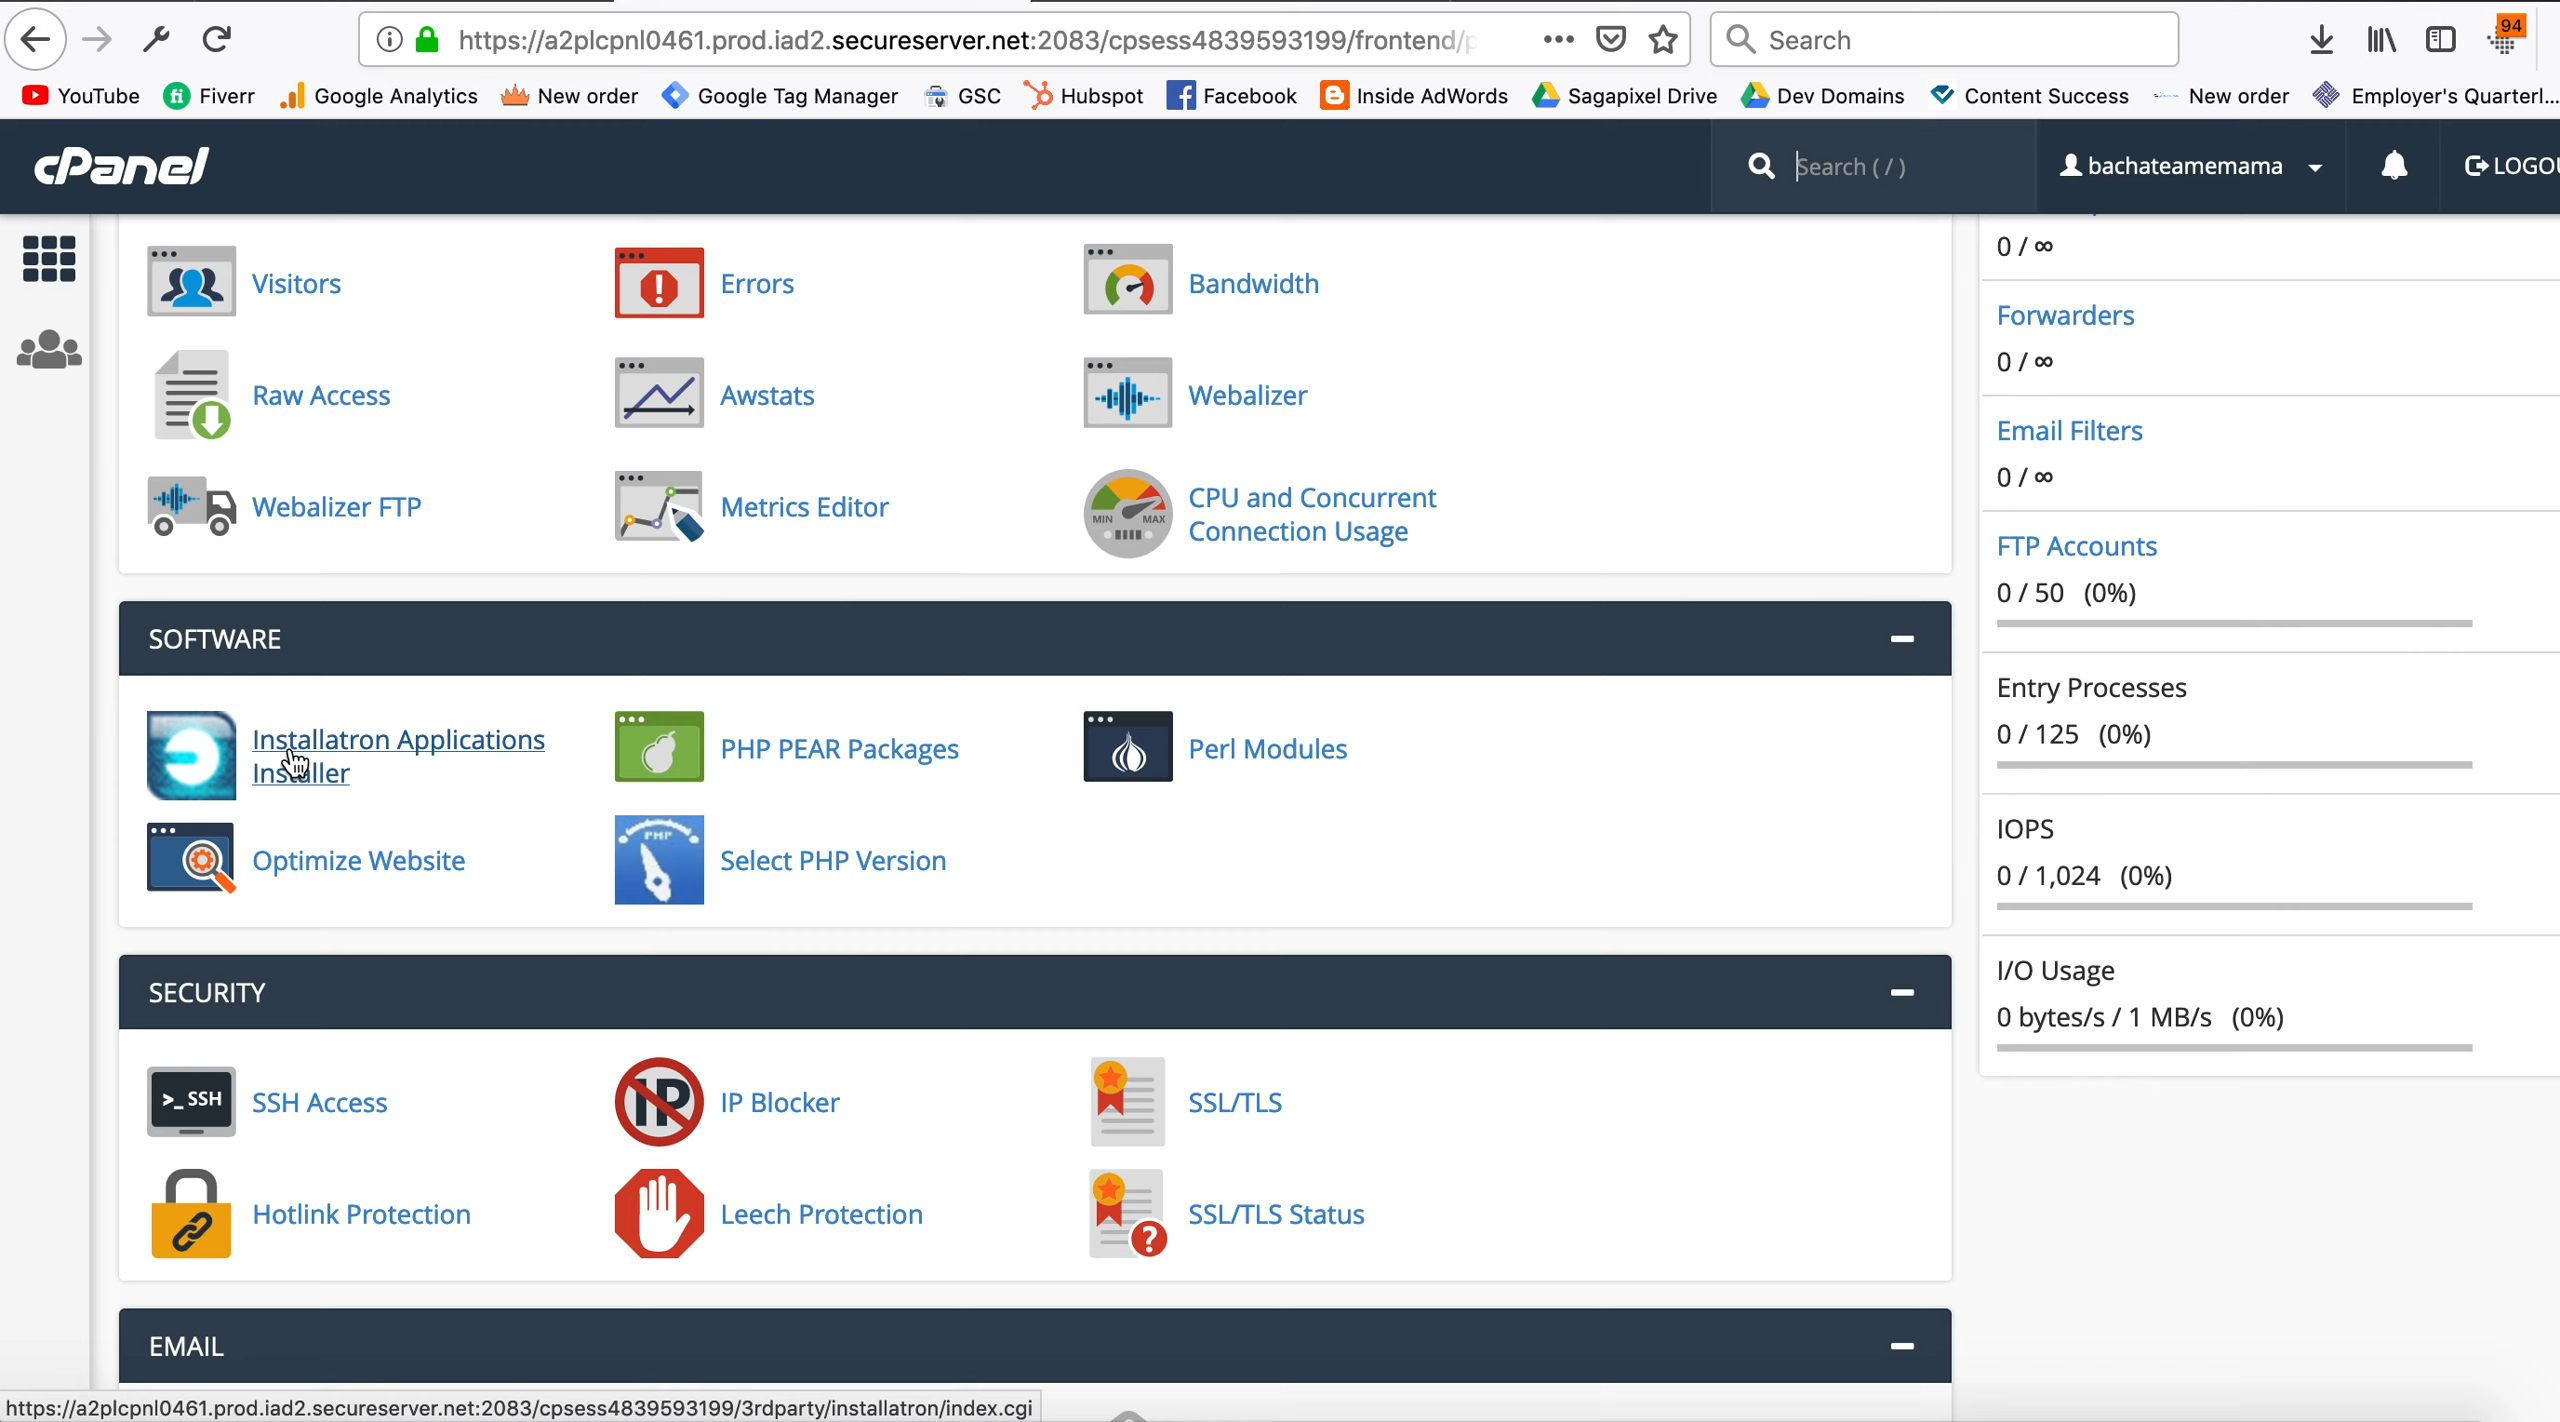 https://a2plcpnl0461.prod.iad2.secureserver.net:2083/cpsess4839593199/frontend/p
Search
94
YouTube
Fiverr
Google Analytics
New order
Google Tag Manager
GSC
Hubspot
Facebook
Inside AdWords
Sagapixel Drive
Dev Domains
Content Success
New order
Employer's Quarterl...
cPanel
Search ( / )
bachateamemama
LOGOU
Visitors
Errors
Bandwidth
0 / ∞
Forwarders
0 / ∞
Raw Access
Awstats
Webalizer
Email Filters
0 / ∞
Webalizer FTP
Metrics Editor
MIN MAX
CPU and Concurrent
Connection Usage
FTP Accounts
0 / 50 (0%)
SOFTWARE
Installatron Applications
Installer
PHP PEAR Packages
Perl Modules
Entry Processes
0 / 125 (0%)
Optimize Website
PHP
Select PHP Version
IOPS
0 / 1,024 (0%)
SECURITY
I/O Usage
0 bytes/s / 1 MB/s (0%)
>_ SSH
SSH Access
IP
IP Blocker
SSL/TLS
Hotlink Protection
Leech Protection
SSL/TLS Status
EMAIL
https://a2plcpnl0461.prod.iad2.secureserver.net:2083/cpsess4839593199/3rdparty/installatron/index.cgi